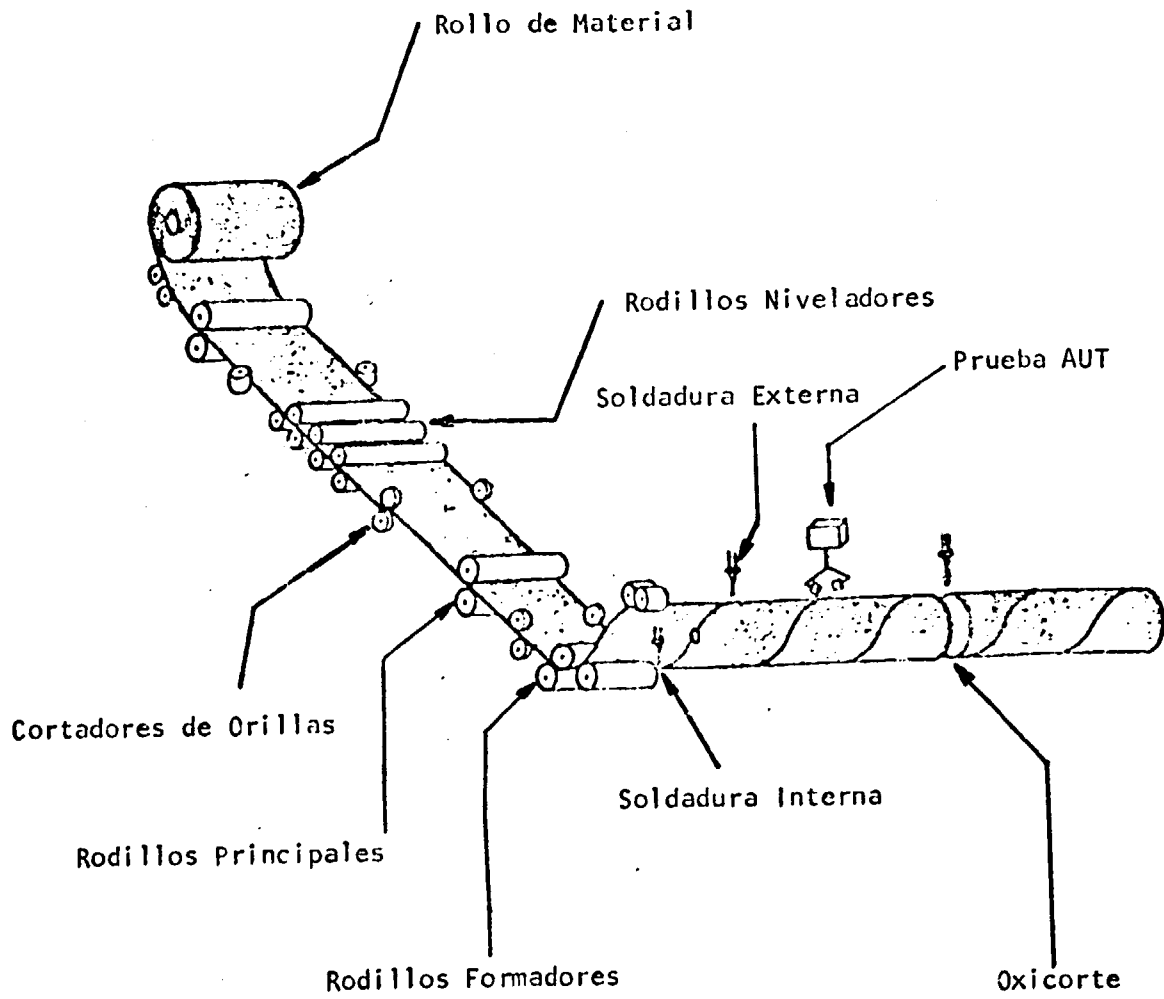 Rollo de Material
Rodillos Niveladores
Prueba AUT
Soldadura Externa
Cortadores de Orillas
Soldadura Interna
Rodillos Principales
Rodillos Formadores
Oxicorte